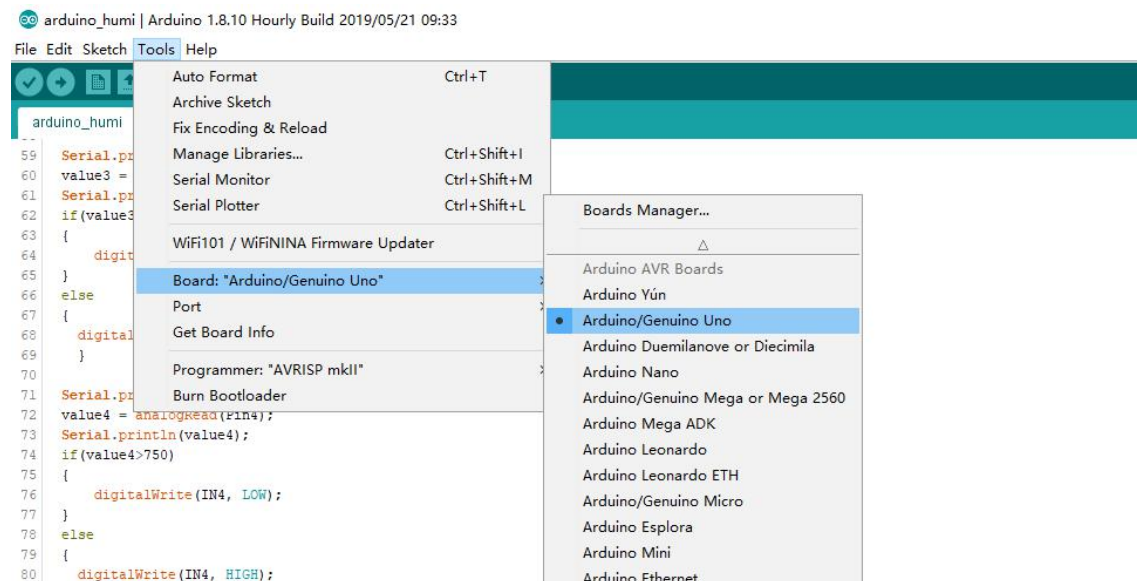 arduino_humi | Arduino 1.8.10 Hourly Build 2019/05/21 09:33
File Edit Sketch Tools Help
arduino_humi
Auto Format Ctrl+T
Archive Sketch
Fix Encoding & Reload
Manage Libraries... Ctrl+Shift+I
Serial Monitor Ctrl+Shift+M
Serial Plotter Ctrl+Shift+L
WiFi101 / WiFiNINA Firmware Updater
Board: "Arduino/Genuino Uno"
Port
Get Board Info
Programmer: "AVRISP mkII"
Burn Bootloader
Boards Manager...
Arduino AVR Boards
Arduino Yún
Arduino/Genuino Uno
Arduino Duemilanove or Diecimila
Arduino Nano
Arduino/Genuino Mega or Mega 2560
Arduino Mega ADK
Arduino Leonardo
Arduino Leonardo ETH
Arduino/Genuino Micro
Arduino Esplora
Arduino Mini
Arduino Ethernet
59 Serial.pr
60 value3 =
61 Serial.pr
62 if(value3
63 {
64 digit
65 }
66 else
67 {
68 digital
69 }
70
71 Serial.pr
72 value4 = analogRead(Pin4);
73 Serial.println(value4);
74 if(value4>750)
75 {
76 digitalWrite(IN4, LOW);
77 }
78 else
79 {
80 digitalWrite(IN4, HIGH);